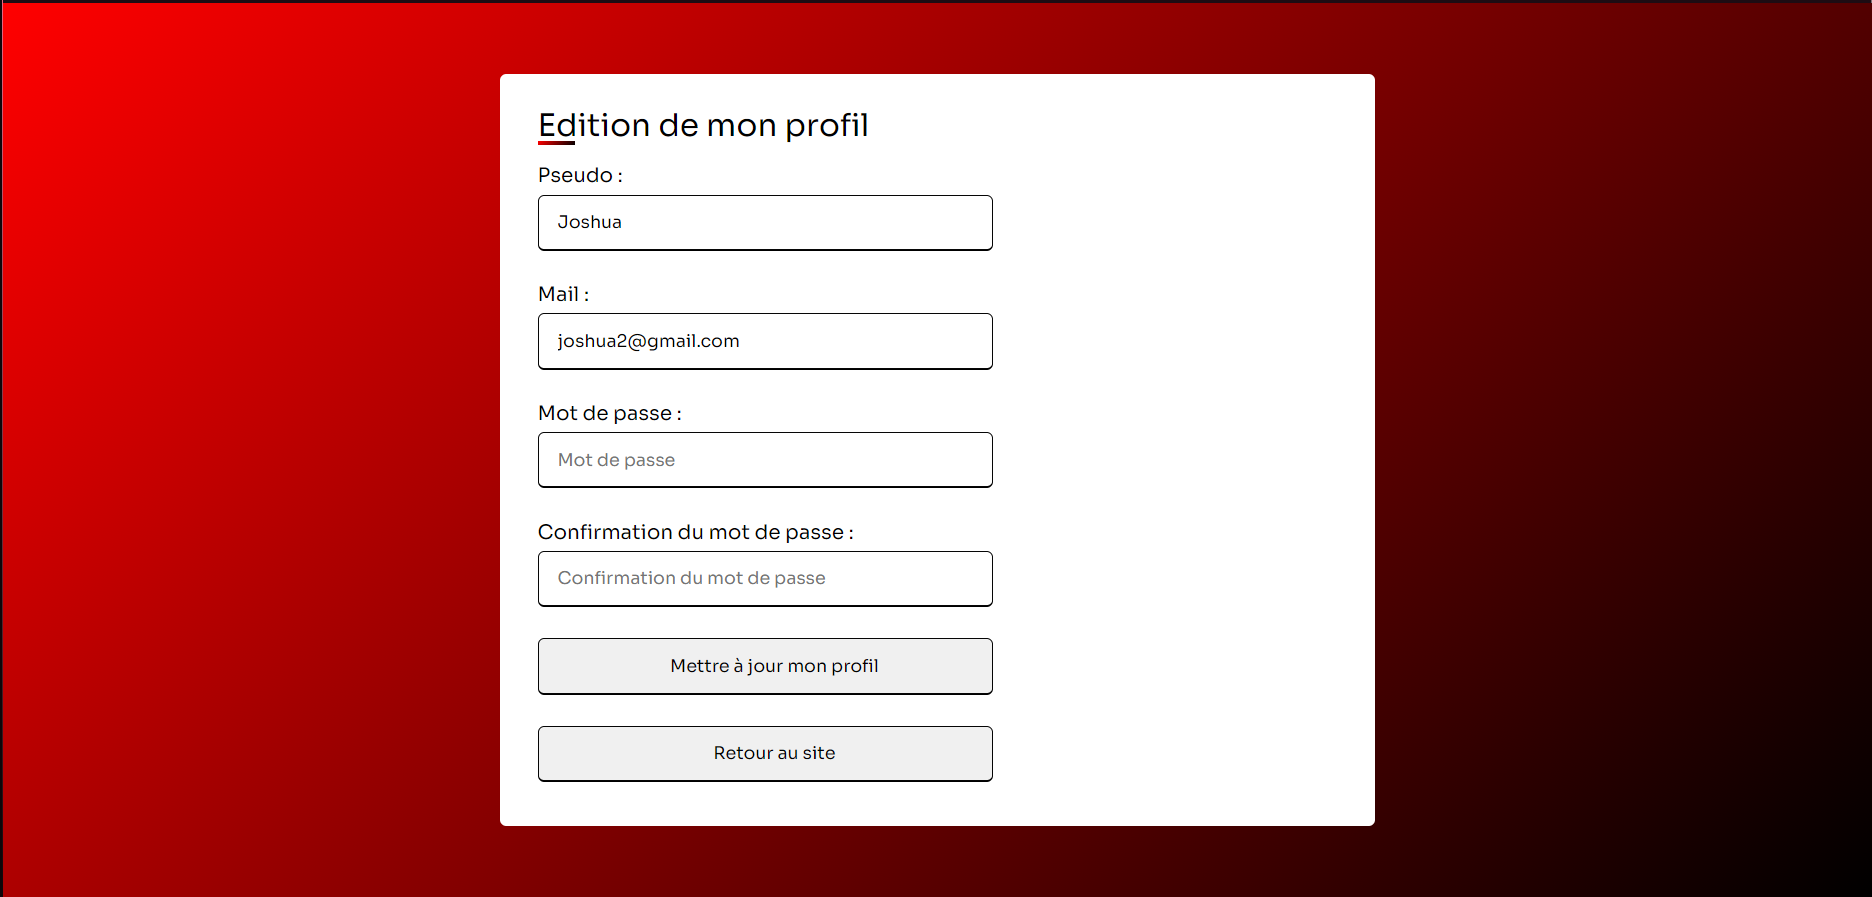 Edition de mon profil
Pseudo :
Joshua
Mail :
joshua2@gmail.com
Mot de passe :
Mot de passe
Confirmation du mot de passe :
Confirmation du mot de passe
Mettre à jour mon profil
Retour au site